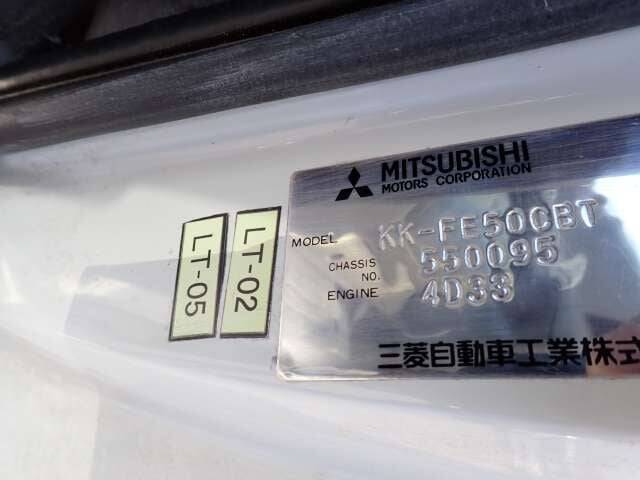 MITSUBISHI
MOTORS CORPORATION
MODEL KK-FE50CBT
CHASSIS NO. 550095
ENGINE 4D33
三菱自動車工業株式
LT-05
LT-02